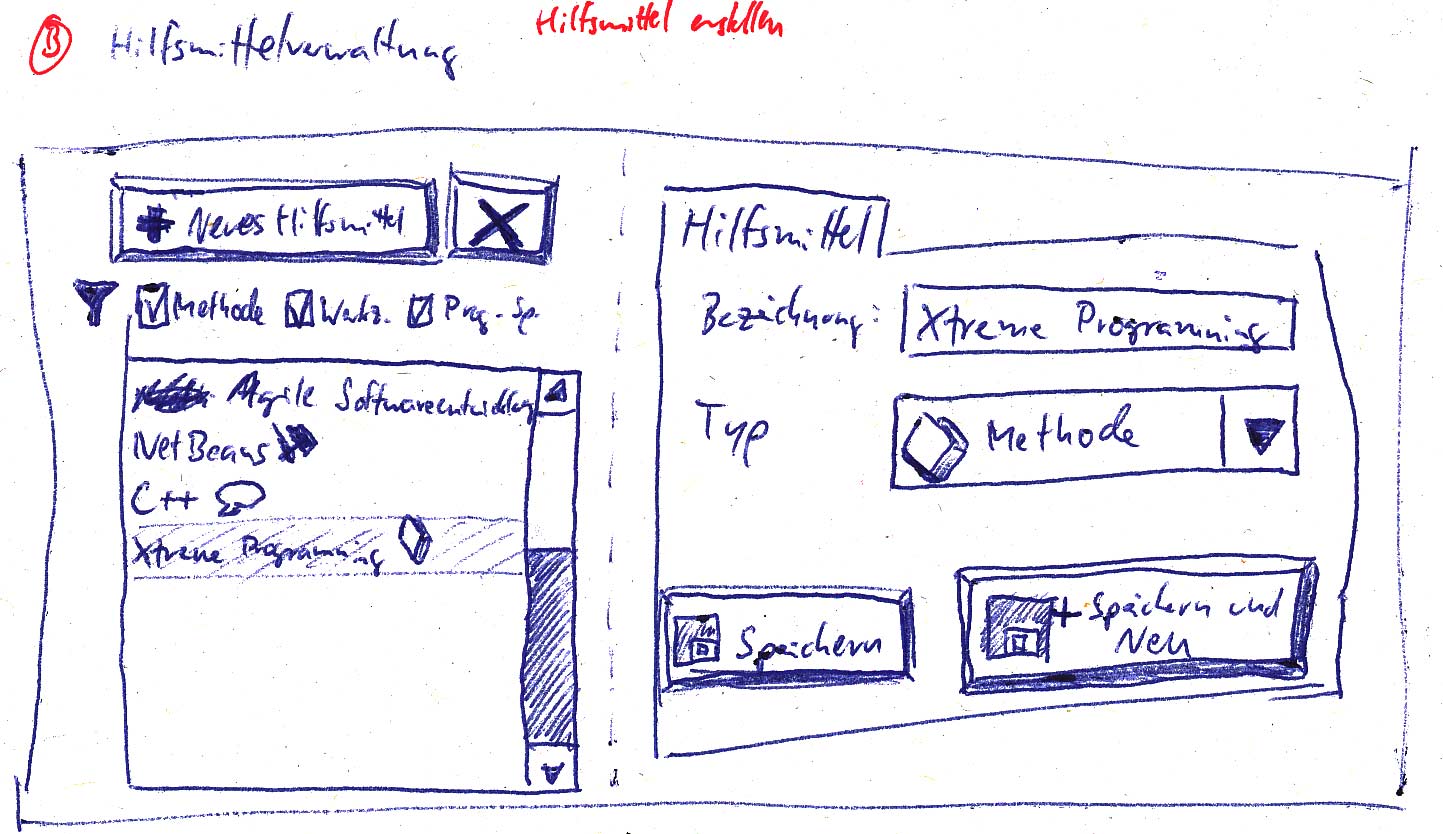 B Hilfsmittelverwaltung
Hilfsmittel erstellen
+ Neues Hilfsmittel X
Methode Werkz. Prog.-Sp.
Agile Softwareentwicklung
NetBeans
C++
Xtreme Programming
Hilfsmittel
Bezeichnung: Xtreme Programming
Typ Methode
Speichern
+ Speichern und
Neu